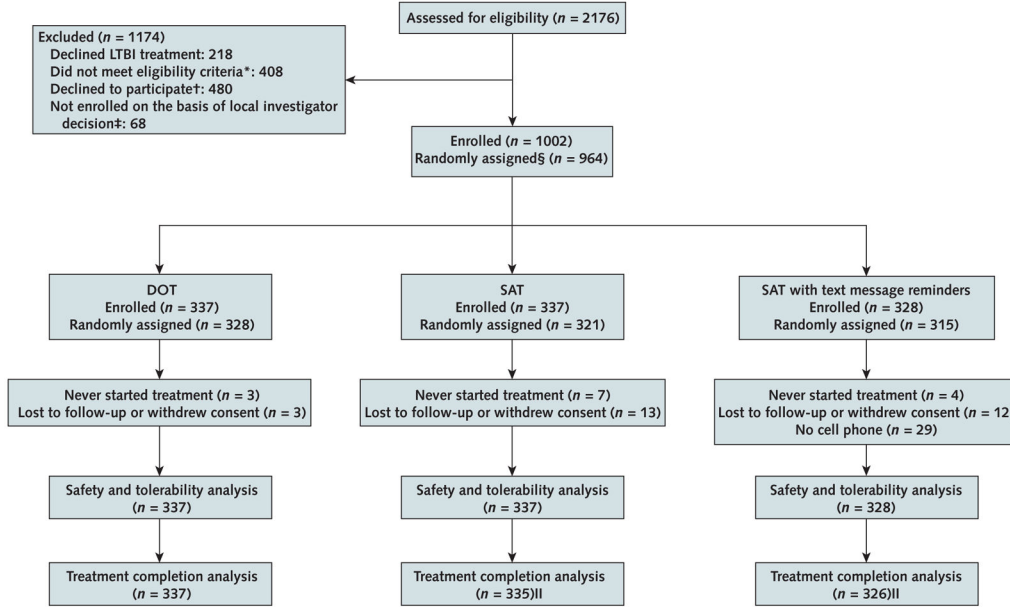 Assessed for eligibility (n = 2176)
Excluded (n = 1174)
Declined LTBI treatment: 218
Did not meet eligibility criteria*: 408
Declined to participate†: 480
Not enrolled on the basis of local investigator
decision‡: 68
Enrolled (n = 1002)
Randomly assigned§ (n = 964)
DOT
Enrolled (n = 337)
Randomly assigned (n = 328)
SAT
Enrolled (n = 337)
Randomly assigned (n = 321)
SAT with text message reminders
Enrolled (n = 328)
Randomly assigned (n = 315)
Never started treatment (n = 3)
Lost to follow-up or withdrew consent (n = 3)
Never started treatment (n = 7)
Lost to follow-up or withdrew consent (n = 13)
Never started treatment (n = 4)
Lost to follow-up or withdrew consent (n = 12
No cell phone (n = 29)
Safety and tolerability analysis
(n = 337)
Safety and tolerability analysis
(n = 337)
Safety and tolerability analysis
(n = 328)
Treatment completion analysis
(n = 337)
Treatment completion analysis
(n = 335)II
Treatment completion analysis
(n = 326)II